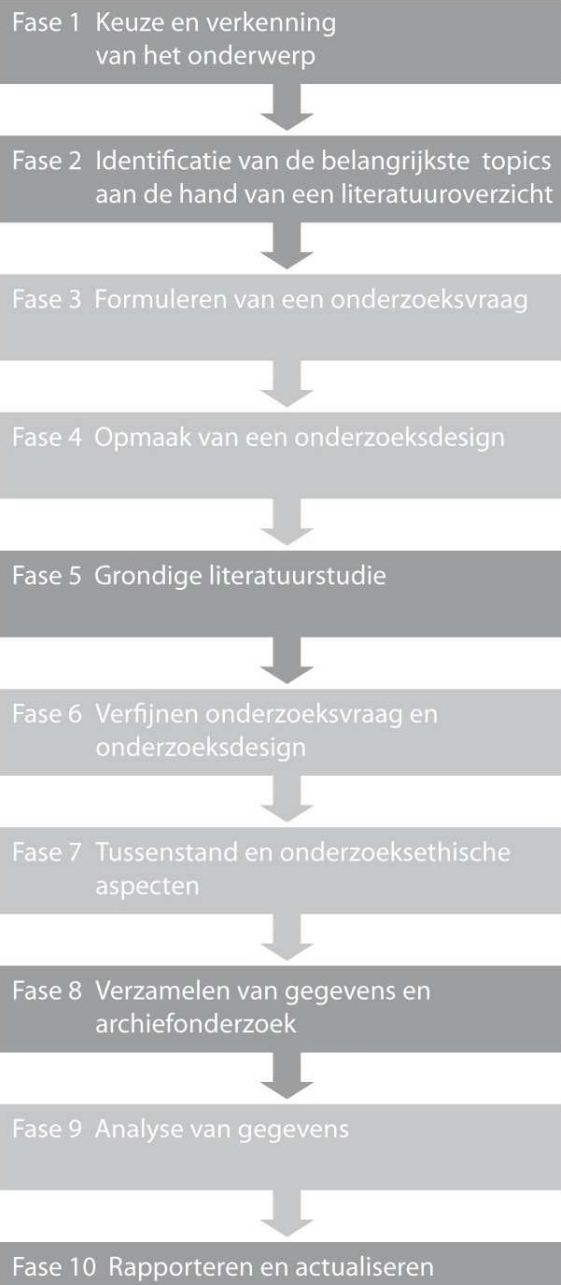 Fase 1 Keuze en verkenning
van het onderwerp
Fase 2 Identificatie van de belangrijkste topics
aan de hand van een literatuuroverzicht
Fase 3 Formuleren van een onderzoeksvraag
Fase 4 Opmaak van een onderzoeksdesign
Fase 5 Grondige literatuurstudie
Fase 6 Verfijnen onderzoeksvraag en
onderzoeksdesign
Fase 7 Tussenstand en onderzoeksethische
aspecten
Fase 8 Verzamelen van gegevens en
archiefonderzoek
Fase 9 Analyse van gegevens
Fase 10 Rapporteren en actualiseren